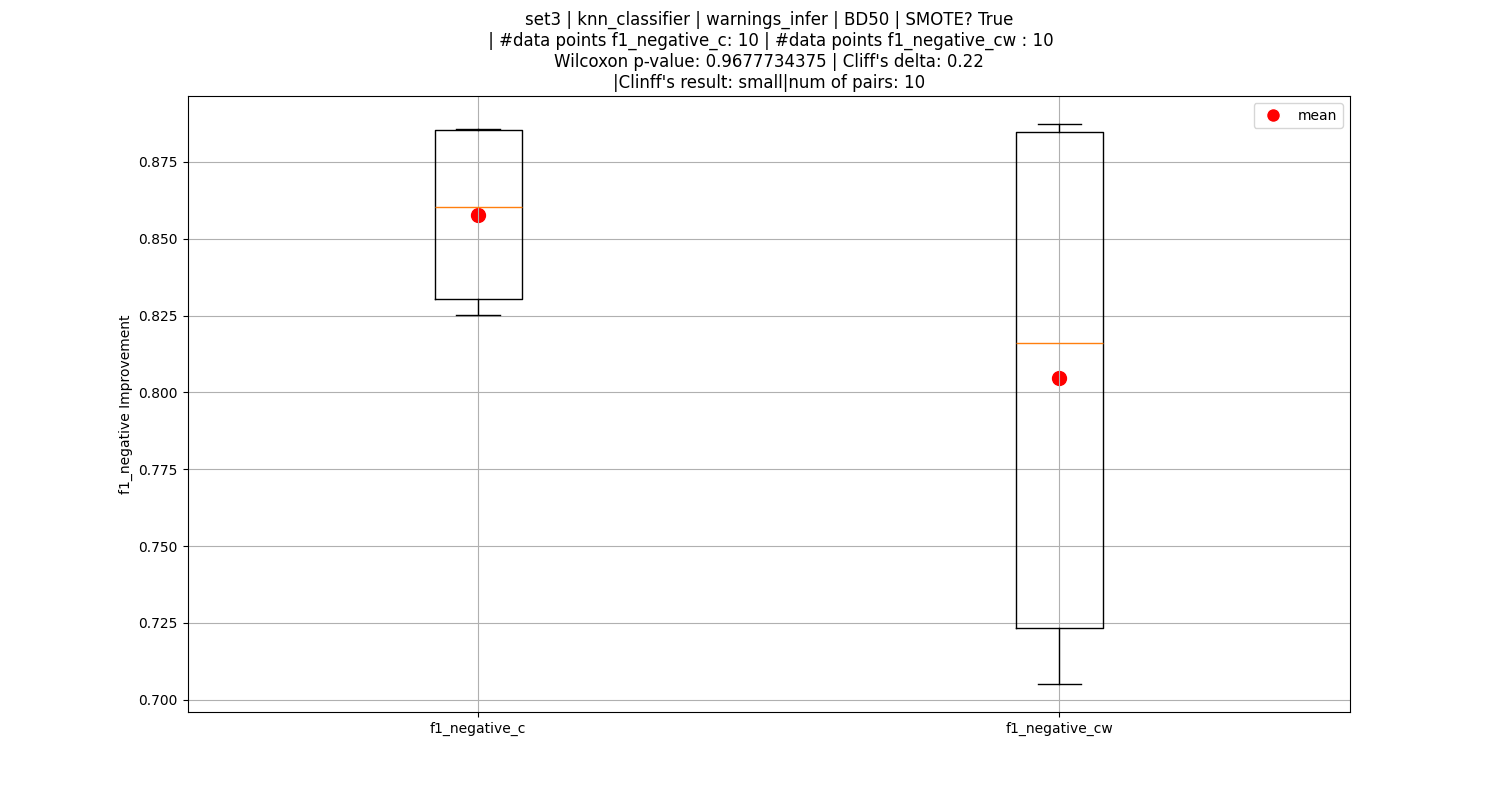 set3 | knn_classifier | warnings_infer | BD50 | SMOTE? True
| #data points f1_negative_c: 10 | #data points f1_negative_cw : 10
Wilcoxon p-value: 0.9677734375 | Cliff's delta: 0.22
|Clinff's result: small|num of pairs: 10
mean
0.875
0.850
0.825
0.800
0.775
0.750
0.725
0.700
f1_negative Improvement
f1_negative_c
f1_negative_cw